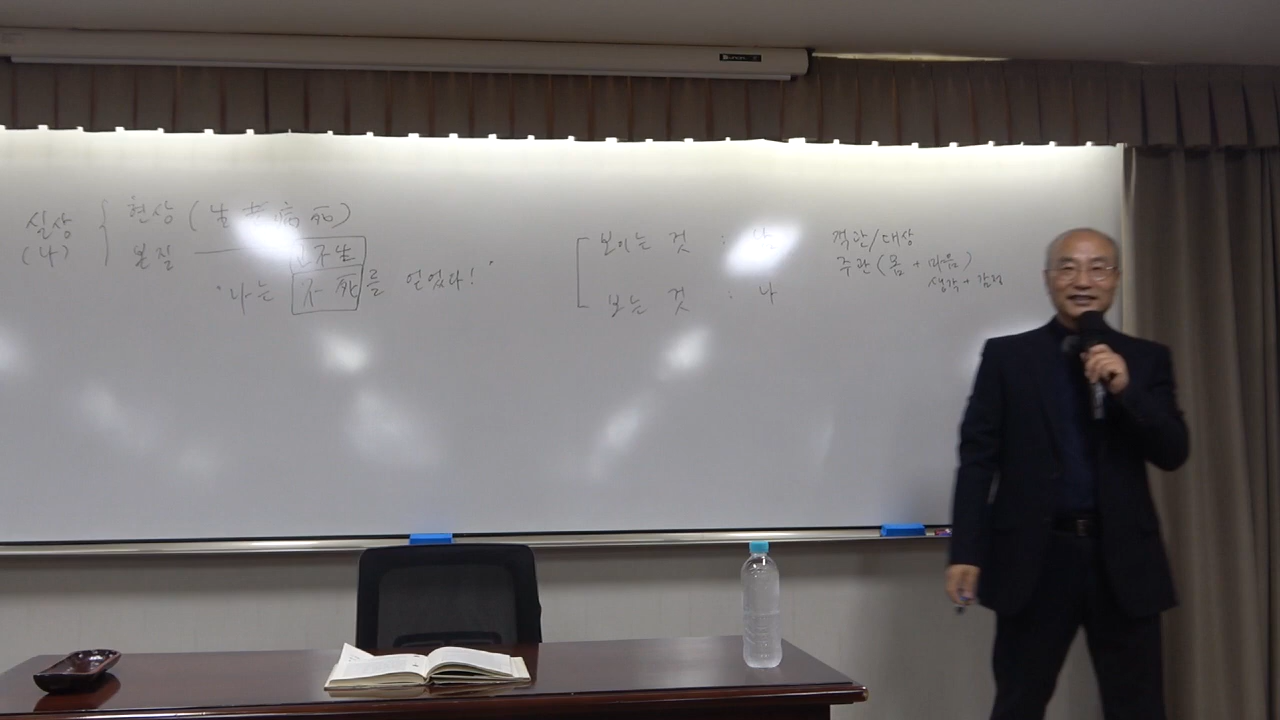 실상 현상 (生老病死)
(나) 본질 不生
"나는 不死를 얻었다!"
보이는 것 : 상 객관/대상
주관 (몸 + 마음)
생각 + 감정
보는 것 : 나